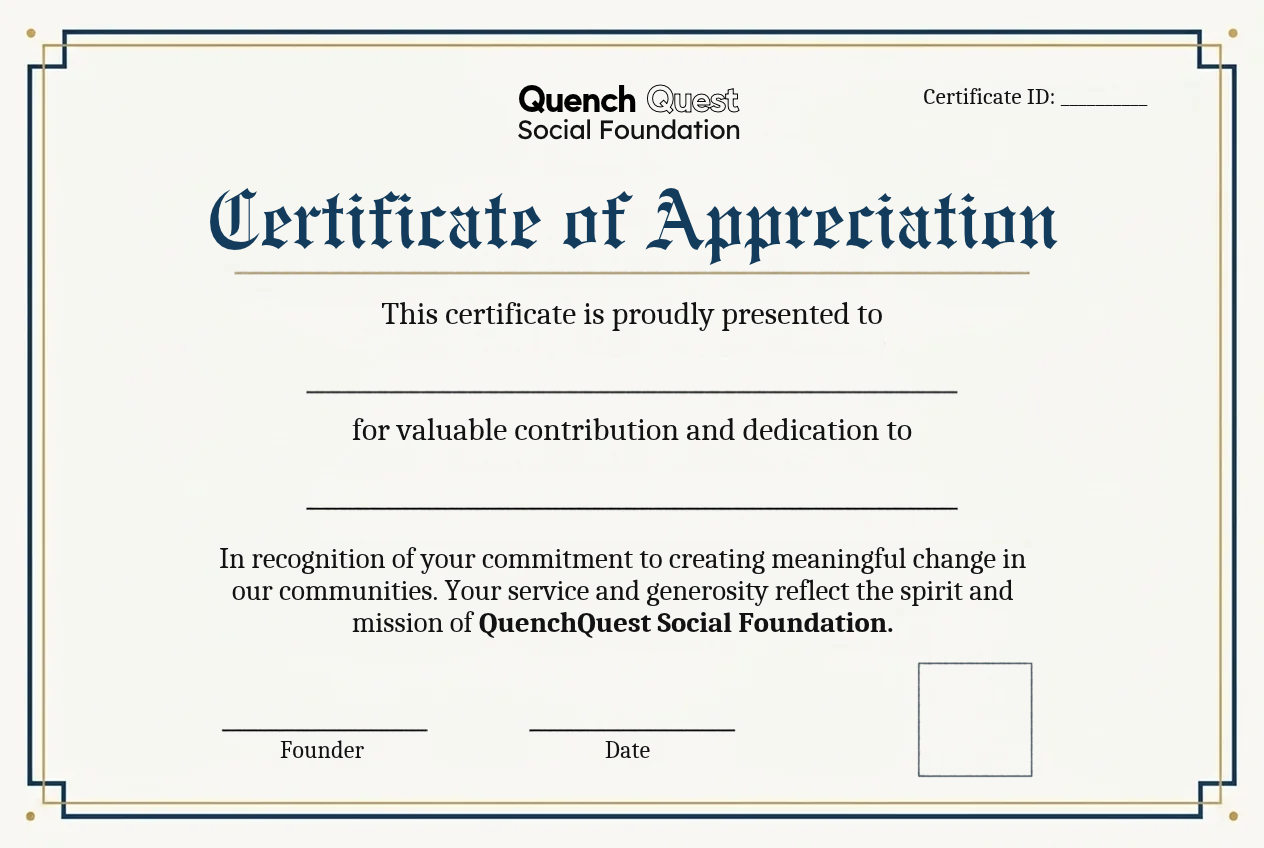 Quench Quest
Social Foundation
Certificate ID: __________
Certificate of Appreciation
This certificate is proudly presented to
for valuable contribution and dedication to
In recognition of your commitment to creating meaningful change in
our communities. Your service and generosity reflect the spirit and
mission of QuenchQuest Social Foundation.
Founder
Date